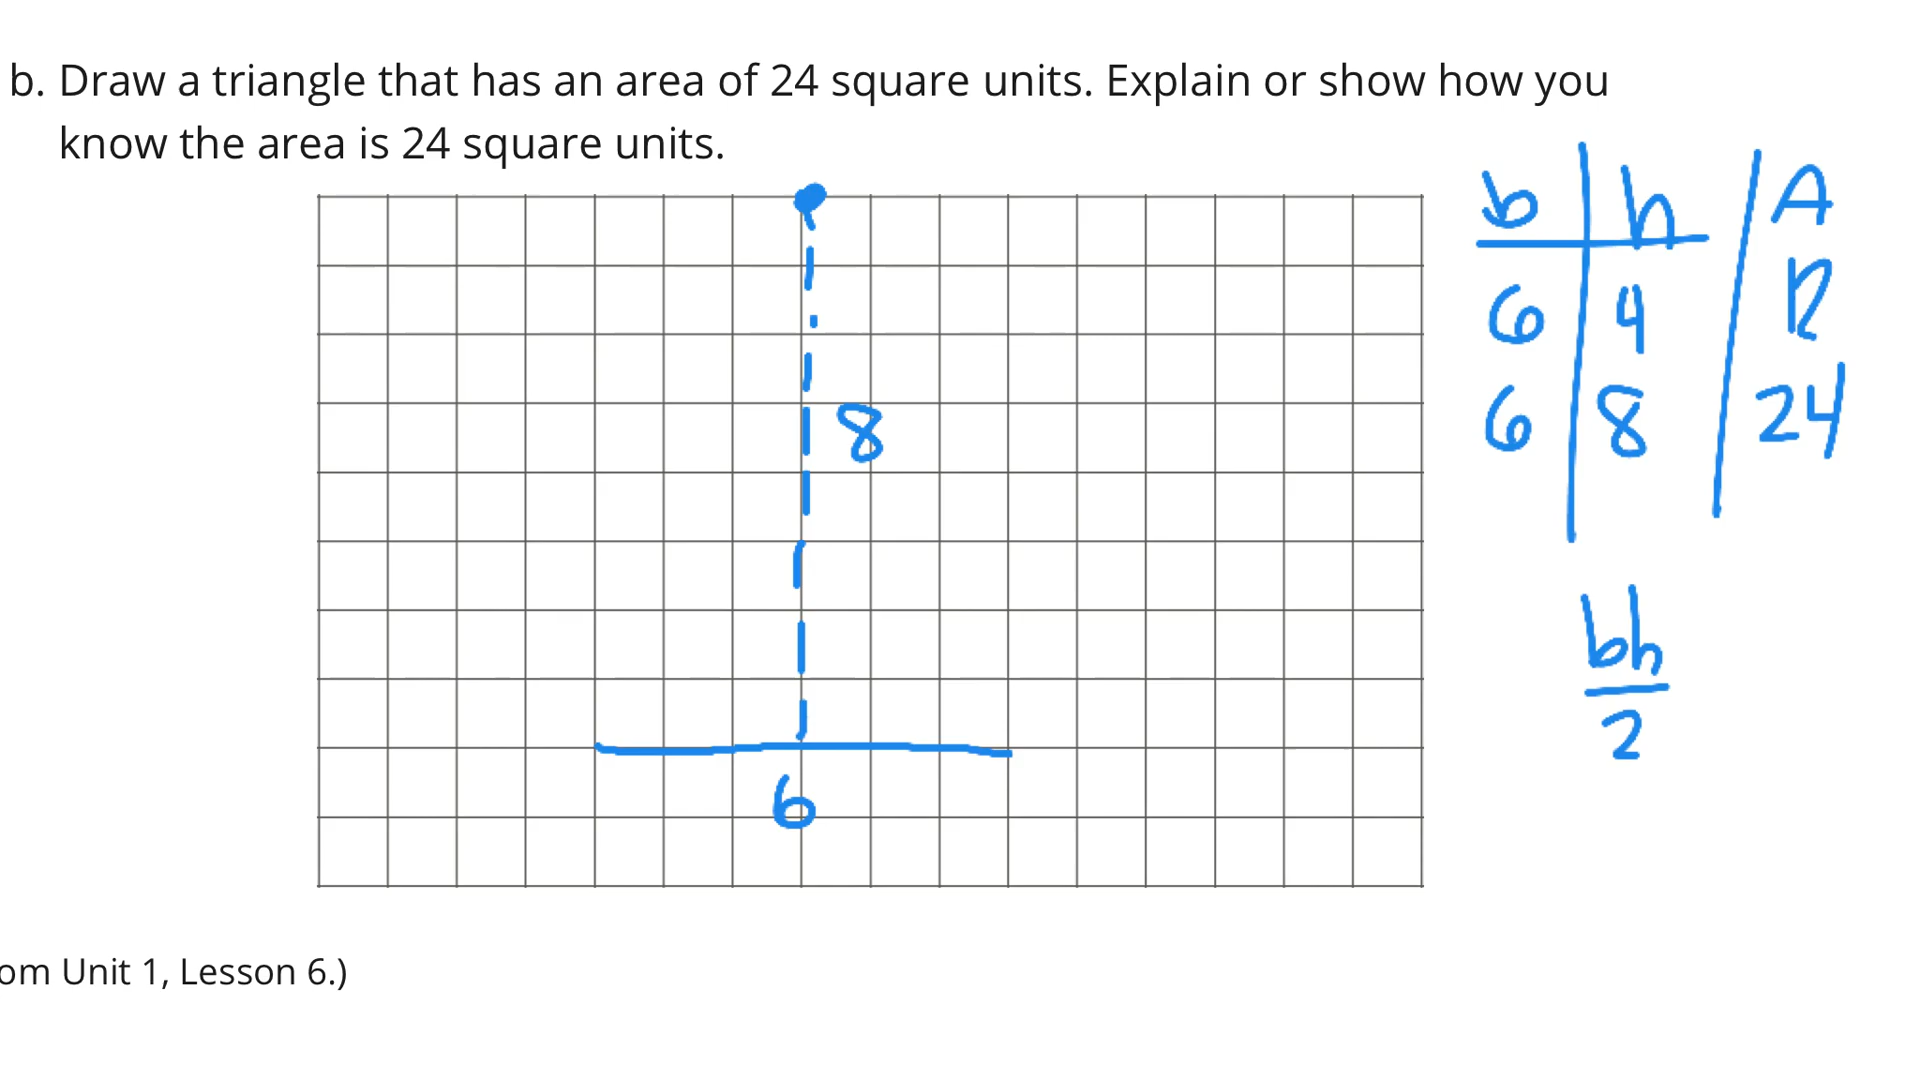 b. Draw a triangle that has an area of 24 square units. Explain or show how you
know the area is 24 square units.
b h A
6 4 12
6 8 24
8
bh
2
6
om Unit 1, Lesson 6.)